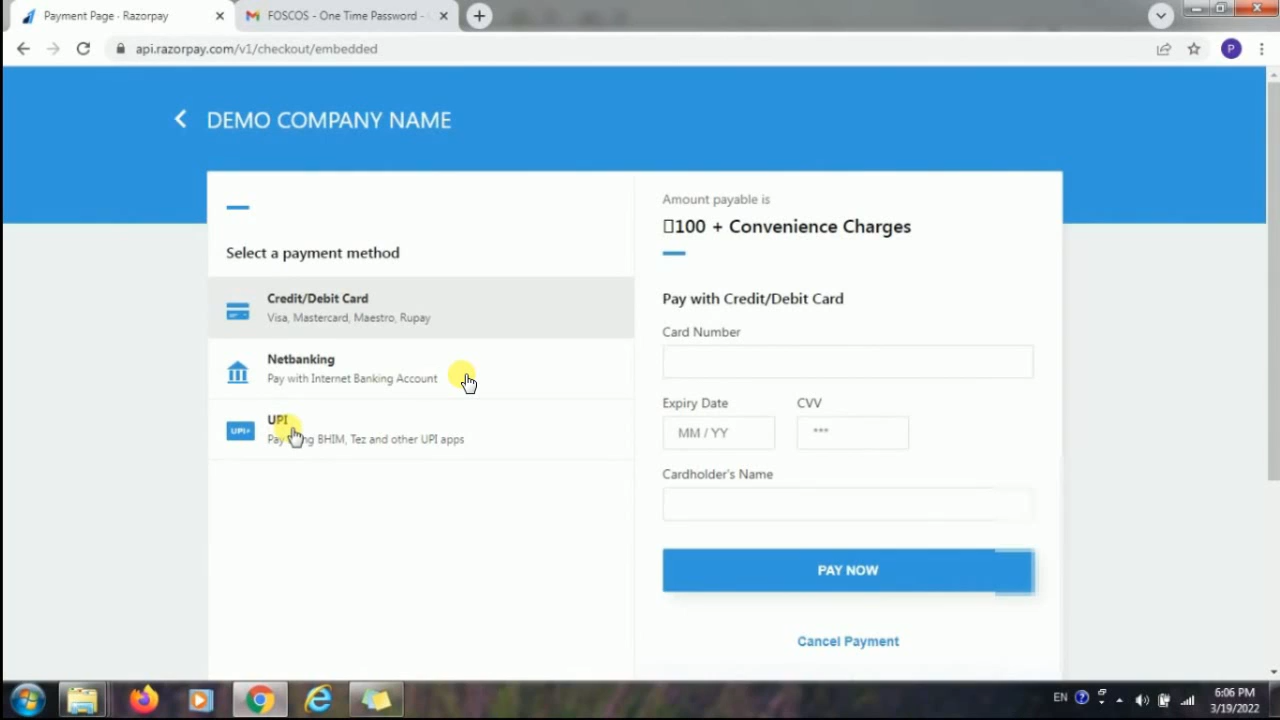 Payment Page - Razorpay
FOSCOS - One Time Password -
api.razorpay.com/v1/checkout/embedded
P
DEMO COMPANY NAME
Select a payment method
Credit/Debit Card
Visa, Mastercard, Maestro, Rupay
Netbanking
Pay with Internet Banking Account
UPI
UPI
Pay BHIM, Tez and other UPI apps
Amount payable is
100 + Convenience Charges
Pay with Credit/Debit Card
Card Number
Expiry Date
CVV
MM / YY
***
Cardholder's Name
PAY NOW
Cancel Payment
EN
6:06 PM
3/19/2022